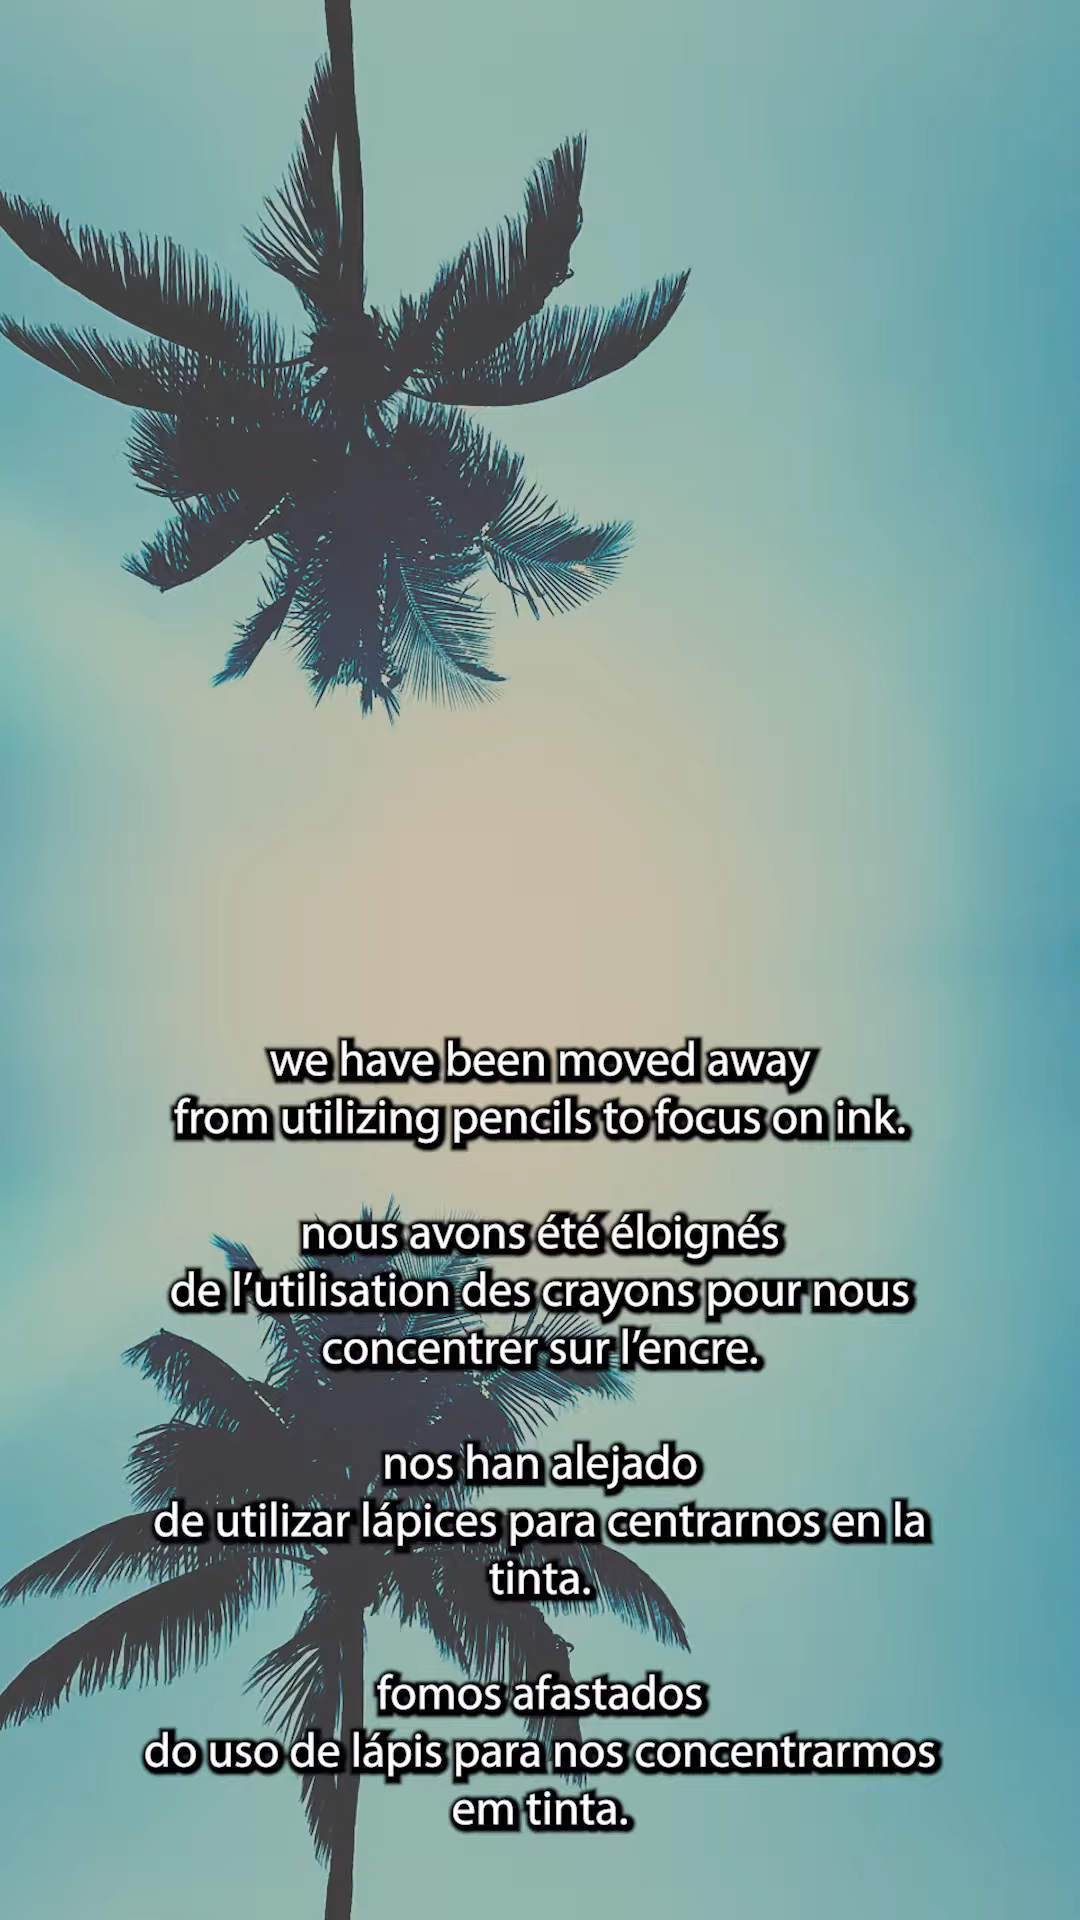 we have been moved away
from utilizing pencils to focus on ink.
nous avons été éloignés
de l’utilisation des crayons pour nous
concentrer sur l’encre.
nos han alejado
de utilizar lápices para centrarnos en la
tinta.
fomos afastados
do uso de lápis para nos concentrarmos
em tinta.